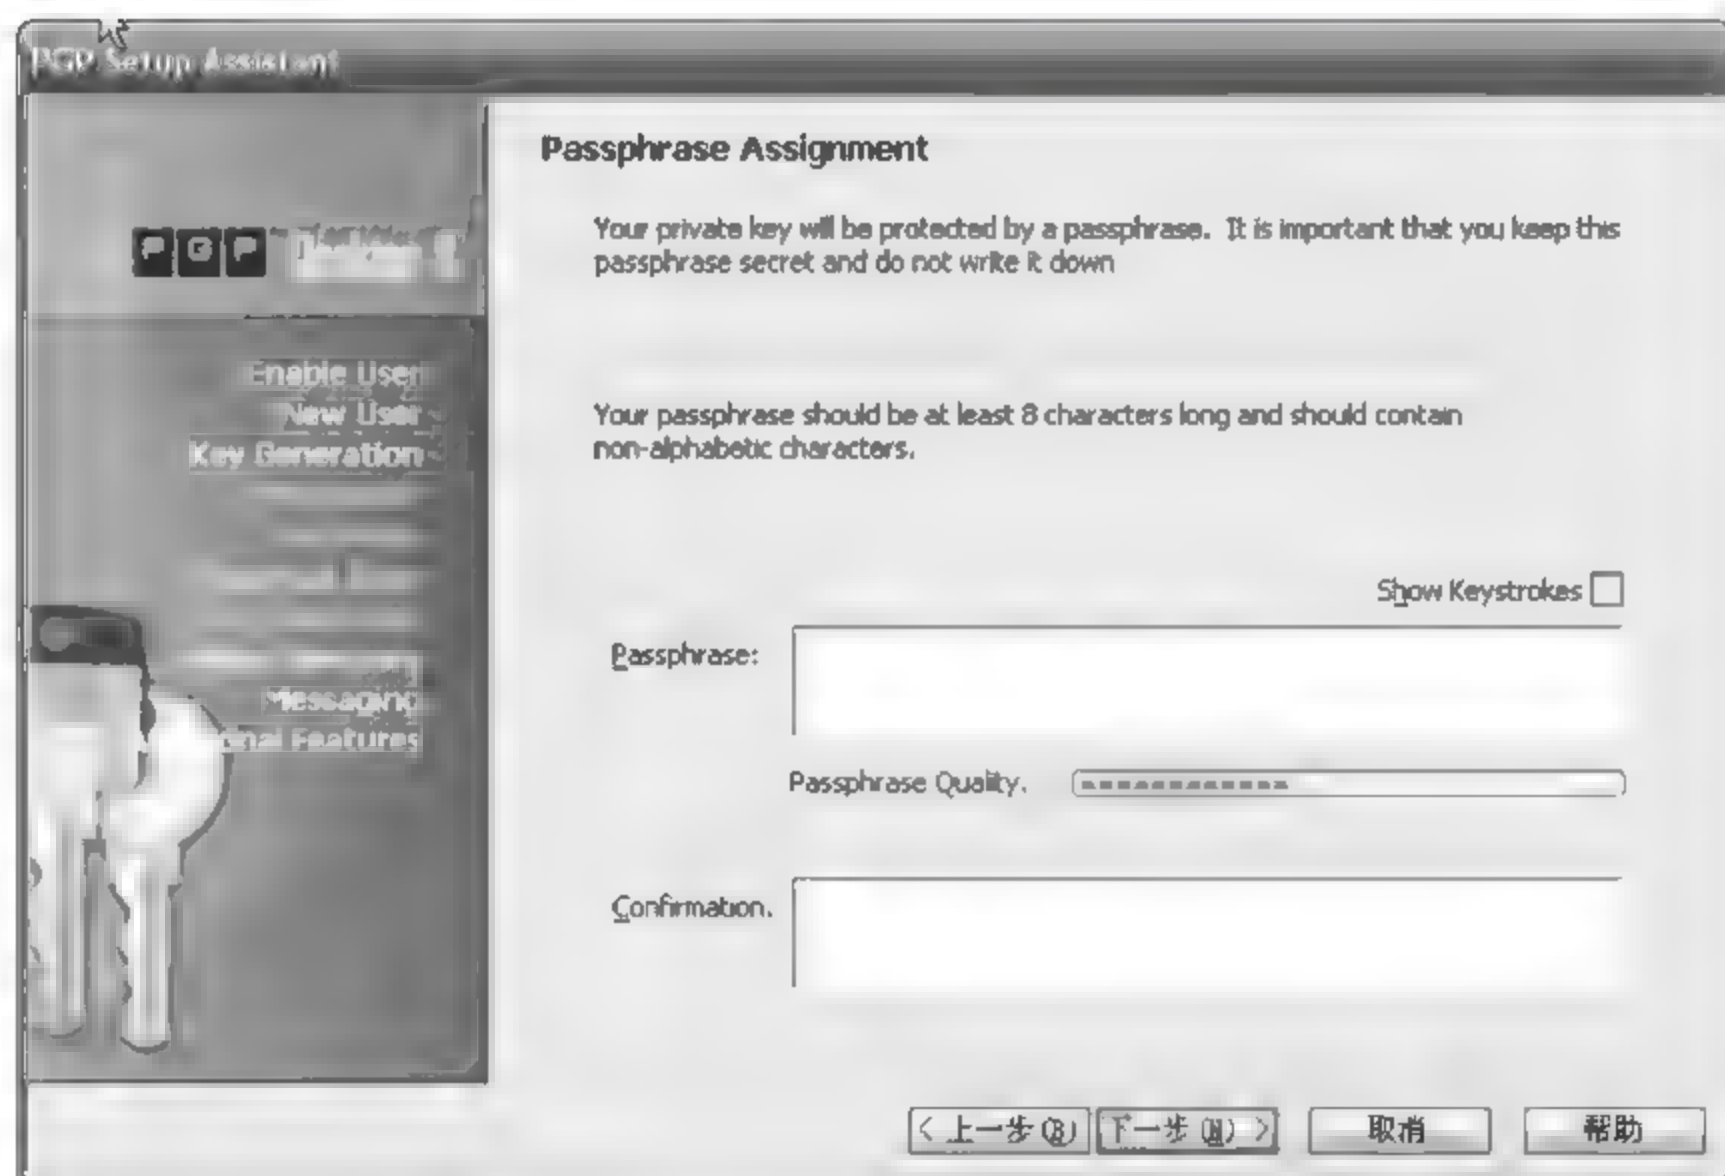 PGP Setup Assistant
Passphrase Assignment
Your private key will be protected by a passphrase. It is important that you keep this
passphrase secret and do not write it down
PGP
Enable User
New User
Key Generation
Your passphrase should be at least 8 characters long and should contain
non-alphabetic characters.
Show Keystrokes
Passphrase:
Messaging
nal Features
Passphrase Quality.
Confirmation.
< 上一步(B) 下一步(N) > 取消 帮助